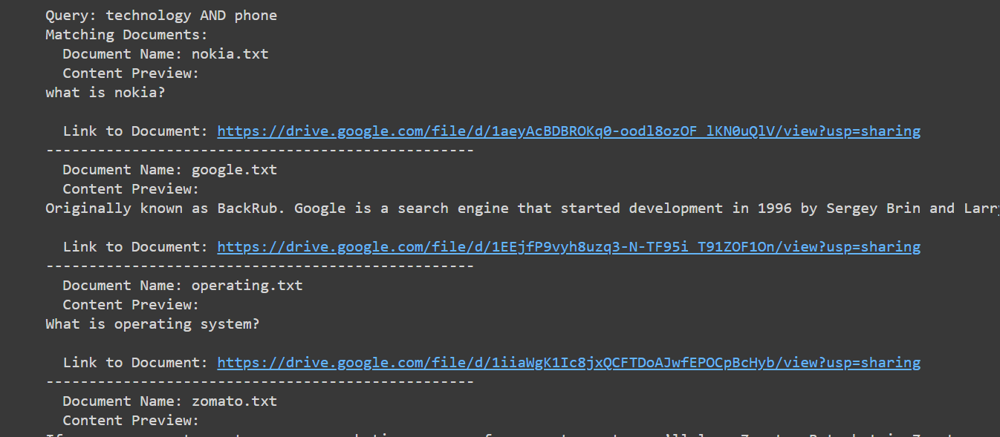 Query: technology AND phone
Matching Documents:
Document Name: nokia.txt
Content Preview:
what is nokia?
Link to Document: https://drive.google.com/file/d/1aeyAcBDBROKq0-oodl8ozOF_lKN0uQlV/view?usp=sharing
--------------------------------------------------
Document Name: google.txt
Content Preview:
Originally known as BackRub. Google is a search engine that started development in 1996 by Sergey Brin and Larry
Link to Document: https://drive.google.com/file/d/1EEjfP9vyh8uzq3-N-TF95i_T91ZOF1On/view?usp=sharing
--------------------------------------------------
Document Name: operating.txt
Content Preview:
What is operating system?
Link to Document: https://drive.google.com/file/d/1iiaWgK1Ic8jxQCFTDoAJwfEPOCpBcHyb/view?usp=sharing
--------------------------------------------------
Document Name: zomato.txt
Content Preview: